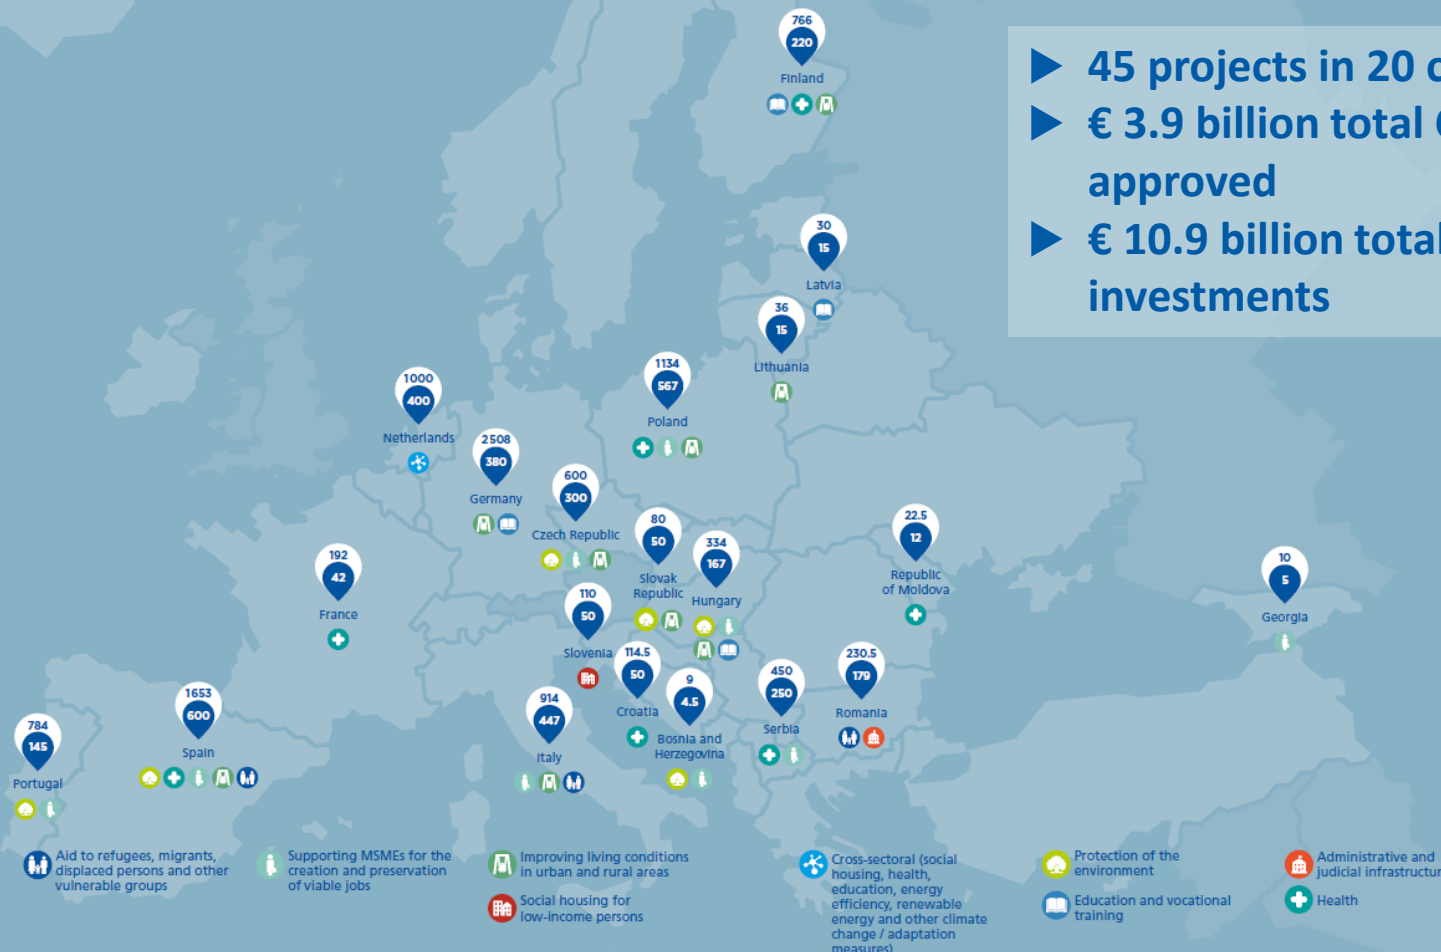 45 projects in 20
€ 3.9 billion total
approved
€ 10.9 billion total
investments
766
220
Finland
30
15
Latvia
36
15
Lithuania
1134
567
Poland
1000
400
Netherlands
2508
380
Germany
600
300
Czech Republic
80
50
Slovak
Republic
334
167
Hungary
22.5
12
Republic
of Moldova
192
42
France
10
5
Georgia
110
50
Slovenia
114.5
50
Croatia
9
4.5
Bosnia and
Herzegovina
450
250
Serbia
230.5
179
Romania
914
447
Italy
1653
600
Spain
784
145
Portugal
Aid to refugees, migrants,
displaced persons and other
vulnerable groups
Supporting MSMEs for the
creation and preservation
of viable jobs
Improving living conditions
in urban and rural areas
Social housing for
low-income persons
Cross-sectoral (social
housing, health,
education, energy
efficiency, renewable
energy and other climate
change / adaptation
measures)
Protection of the
environment
Education and vocational
training
Administrative and
judicial infrastructur
Health